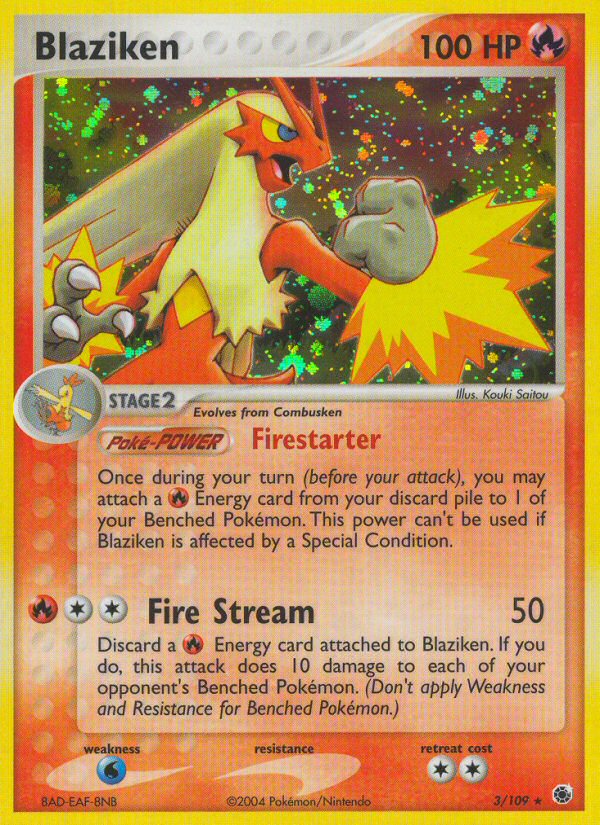 Blaziken 100 HP
Illus. Kouki Saitou
STAGE 2
Evolves from Combusken
Poké-POWER Firestarter
Once during your turn (before your attack), you may
attach a Energy card from your discard pile to 1 of
your Benched Pokémon. This power can't be used if
Blaziken is affected by a Special Condition.
Fire Stream 50
Discard a Energy card attached to Blaziken. If you
do, this attack does 10 damage to each of your
opponent's Benched Pokémon. (Don't apply Weakness
and Resistance for Benched Pokémon.)
weakness resistance retreat cost
8AD-EAF-8NB ©2004 Pokémon/Nintendo 3/109 ★